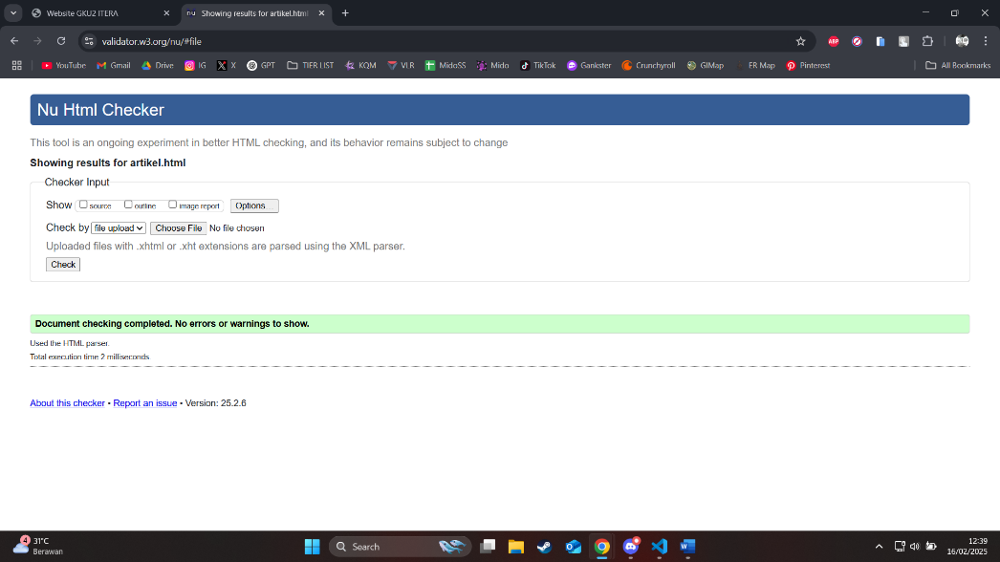 Website GKU2 ITERA
nu Showing results for artikel.html
validator.w3.org/nu/#file
ABP
YouTube Gmail Drive IG X GPT TIER LIST KQM VLR MidoSS Mido TikTok Gankster Crunchyroll GIMap ER Map Pinterest All Bookmarks
Nu Html Checker
This tool is an ongoing experiment in better HTML checking, and its behavior remains subject to change
Showing results for artikel.html
Checker Input
Show source outline image report Options...
Check by file upload Choose File No file chosen
Uploaded files with .xhtml or .xht extensions are parsed using the XML parser.
Check
Document checking completed. No errors or warnings to show.
Used the HTML parser.
Total execution time 2 milliseconds
About this checker • Report an issue • Version: 25.2.6
4
31°C
Berawan
Search
12:39
16/02/2025